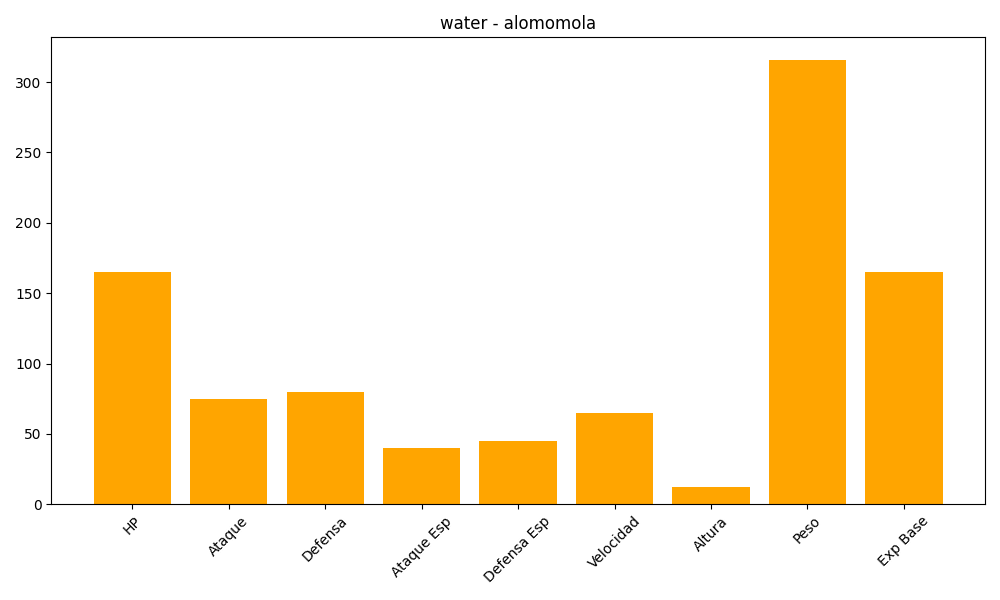 water - alomomola
300
250
200
150
100
50
0
HP
Ataque
Defensa
Ataque Esp
Defensa Esp
Velocidad
Altura
Peso
Exp Base